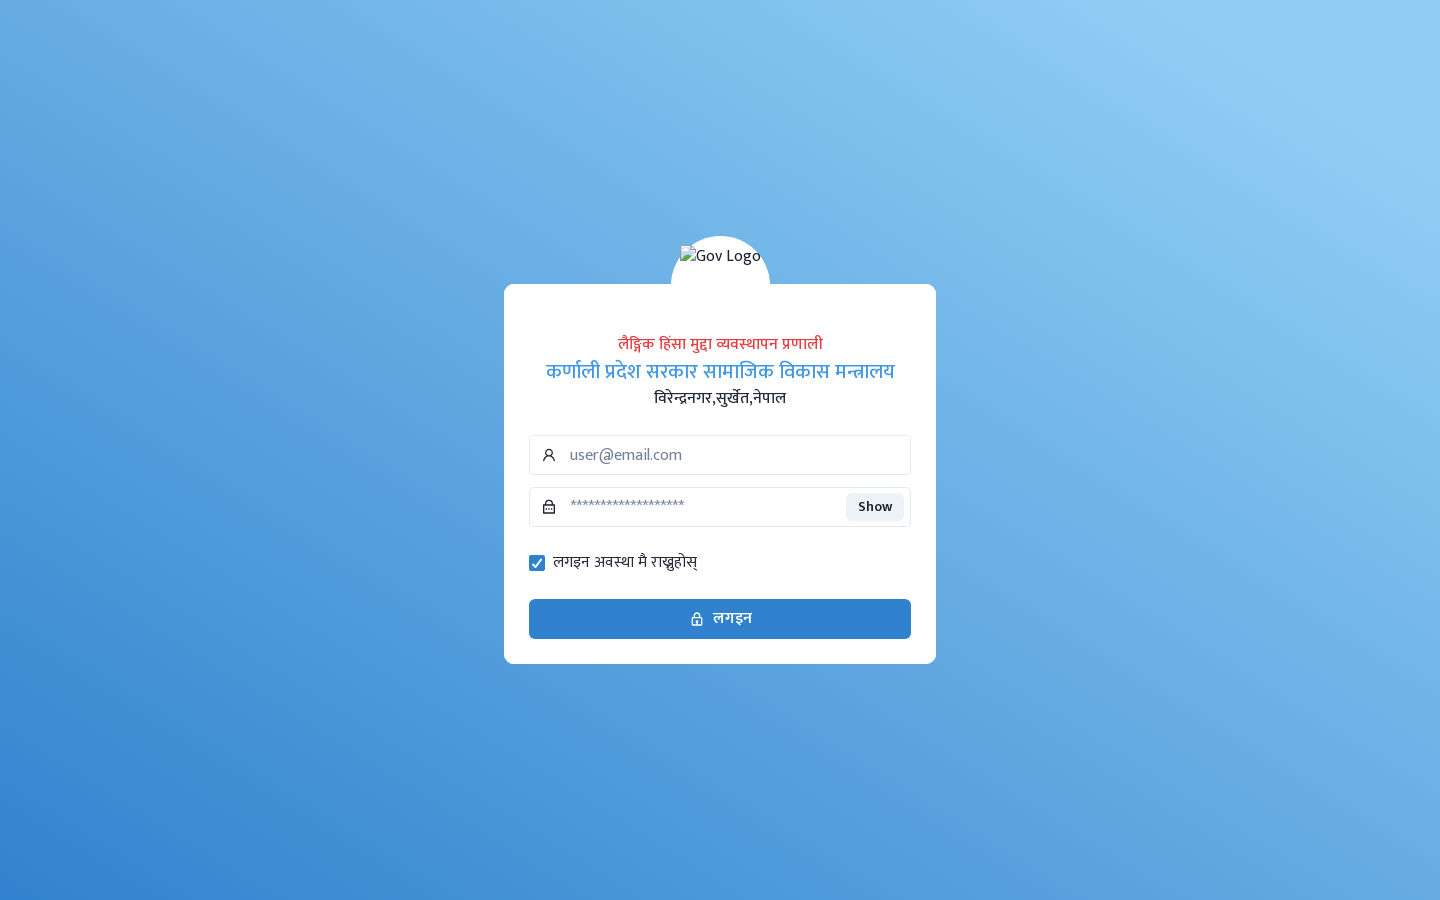 Gov Logo
लैङ्गिक हिंसा मुद्दा व्यवस्थापन प्रणाली
कर्णाली प्रदेश सरकार सामाजिक विकास मन्त्रालय
विरेन्द्रनगर,सुर्खेत,नेपाल
user@email.com
*******************
Show
लगइन अवस्था मै राख्नुहोस्
लगइन